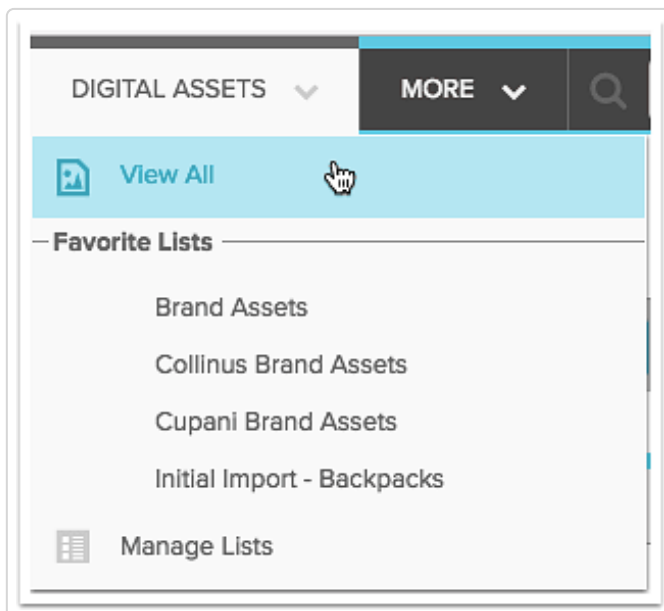 DIGITAL ASSETS MORE
View All
Favorite Lists
Brand Assets
Collinus Brand Assets
Cupani Brand Assets
Initial Import - Backpacks
Manage Lists